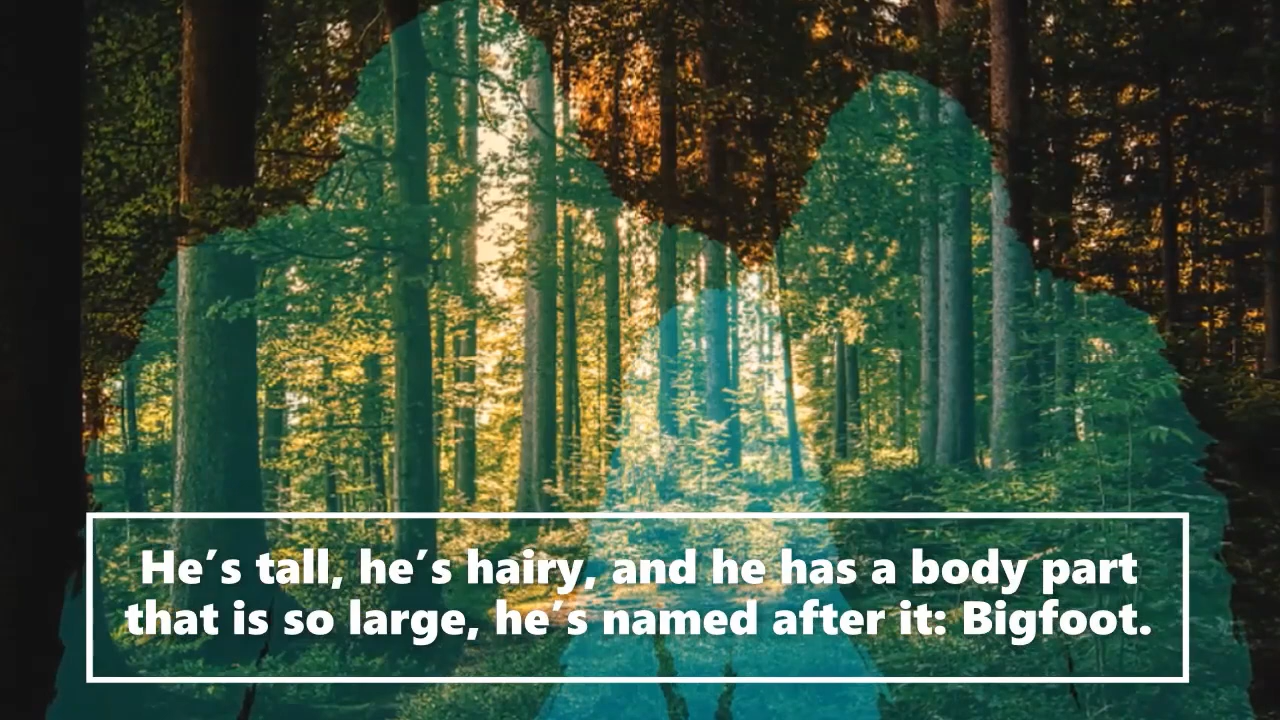 He’s tall, he’s hairy, and he has a body part
that is so large, he’s named after it: Bigfoot.